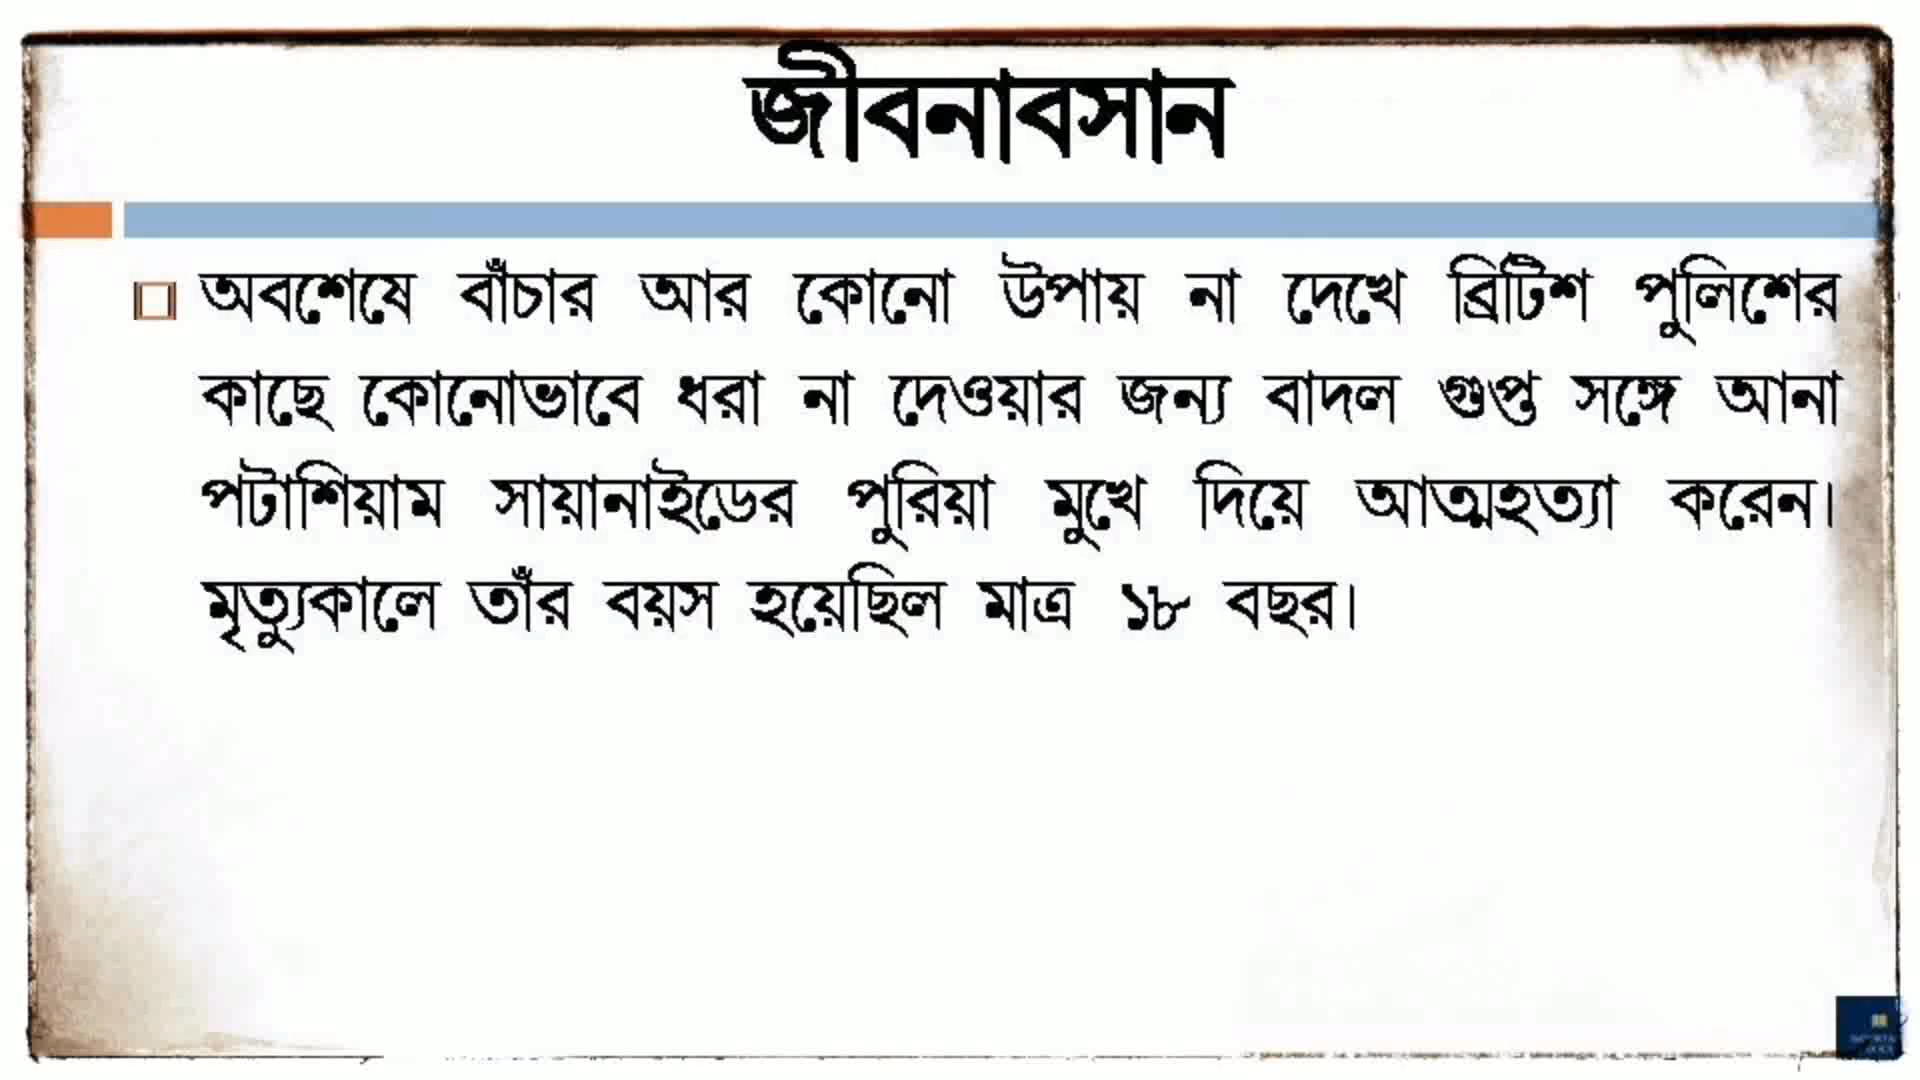 জীবনাবসান
অবশেষে বাঁচার আর কোনো উপায় না দেখে ব্রিটিশ পুলিশের
কাছে কোনোভাবে ধরা না দেওয়ার জন্য বাদল গুপ্ত সঙ্গে আনা
পটাশিয়াম সায়ানাইডের পুরিয়া মুখে দিয়ে আত্মহত্যা করেন।
মৃত্যুকালে তাঁর বয়স হয়েছিল মাত্র ১৮ বছর।